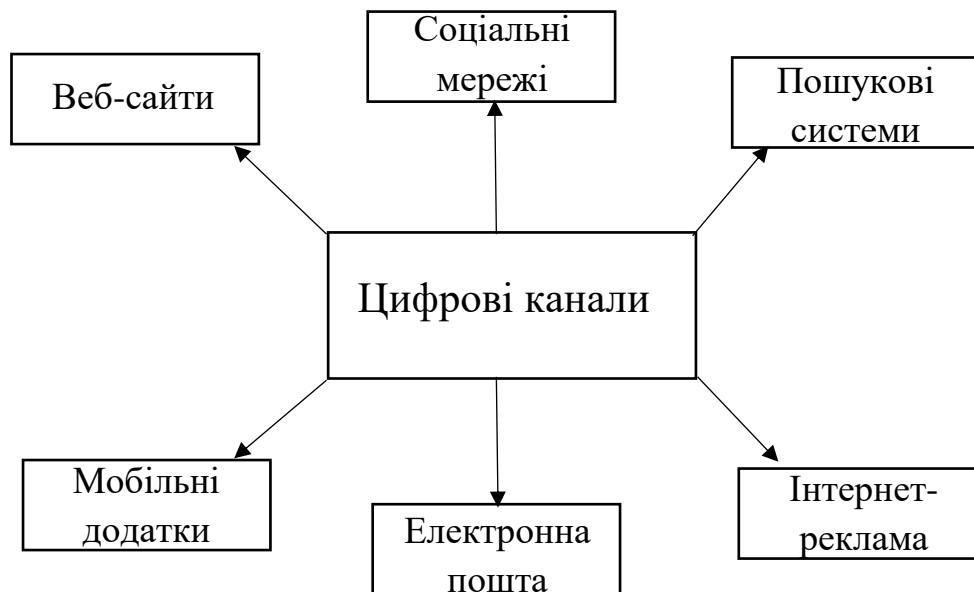 Соціальні
мережі
Веб-сайти
Пошукові
системи
Цифрові канали
Мобільні
додатки
Електронна
пошта
Інтернет-
реклама